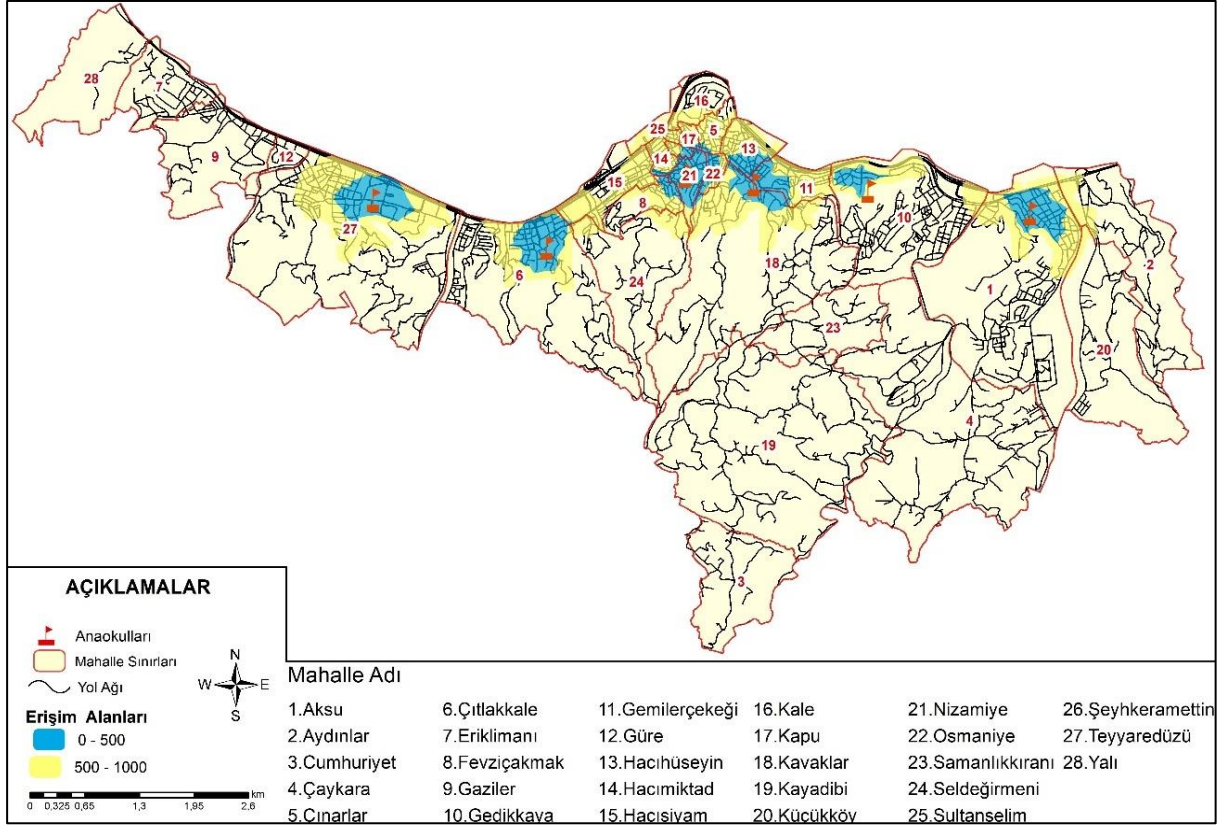 28
7
9
12
27
6
15
25
14
17
16
5
13
21
22
8
11
10
24
18
23
1
2
20
4
19
3
AÇIKLAMALAR
Anaokulları
Mahalle Sınırları
Yol Ağı
N
W E
S
Erişim Alanları
0 - 500
500 - 1000
km
0 0,325 0,65 1,3 1,95 2,6
Mahalle Adı
1.Aksu 6.Çıtlakkale 11.Gemilerçekeği 16.Kale 21.Nizamiye 26.Şeyhkeramettin
2.Aydınlar 7.Eriklimanı 12.Güre 17.Kapu 22.Osmaniye 27.Teyyaredüzü
3.Cumhuriyet 8.Fevziçakmak 13.Hacıhüseyin 18.Kavaklar 23.Samanlıkkıranı 28.Yalı
4.Çaykara 9.Gaziler 14.Hacımiktad 19.Kayadibi 24.Seldeğirmeni
5.Çınarlar 10.Gedikkaya 15.Hacısiyam 20.Küçükköy 25.Sultanselim